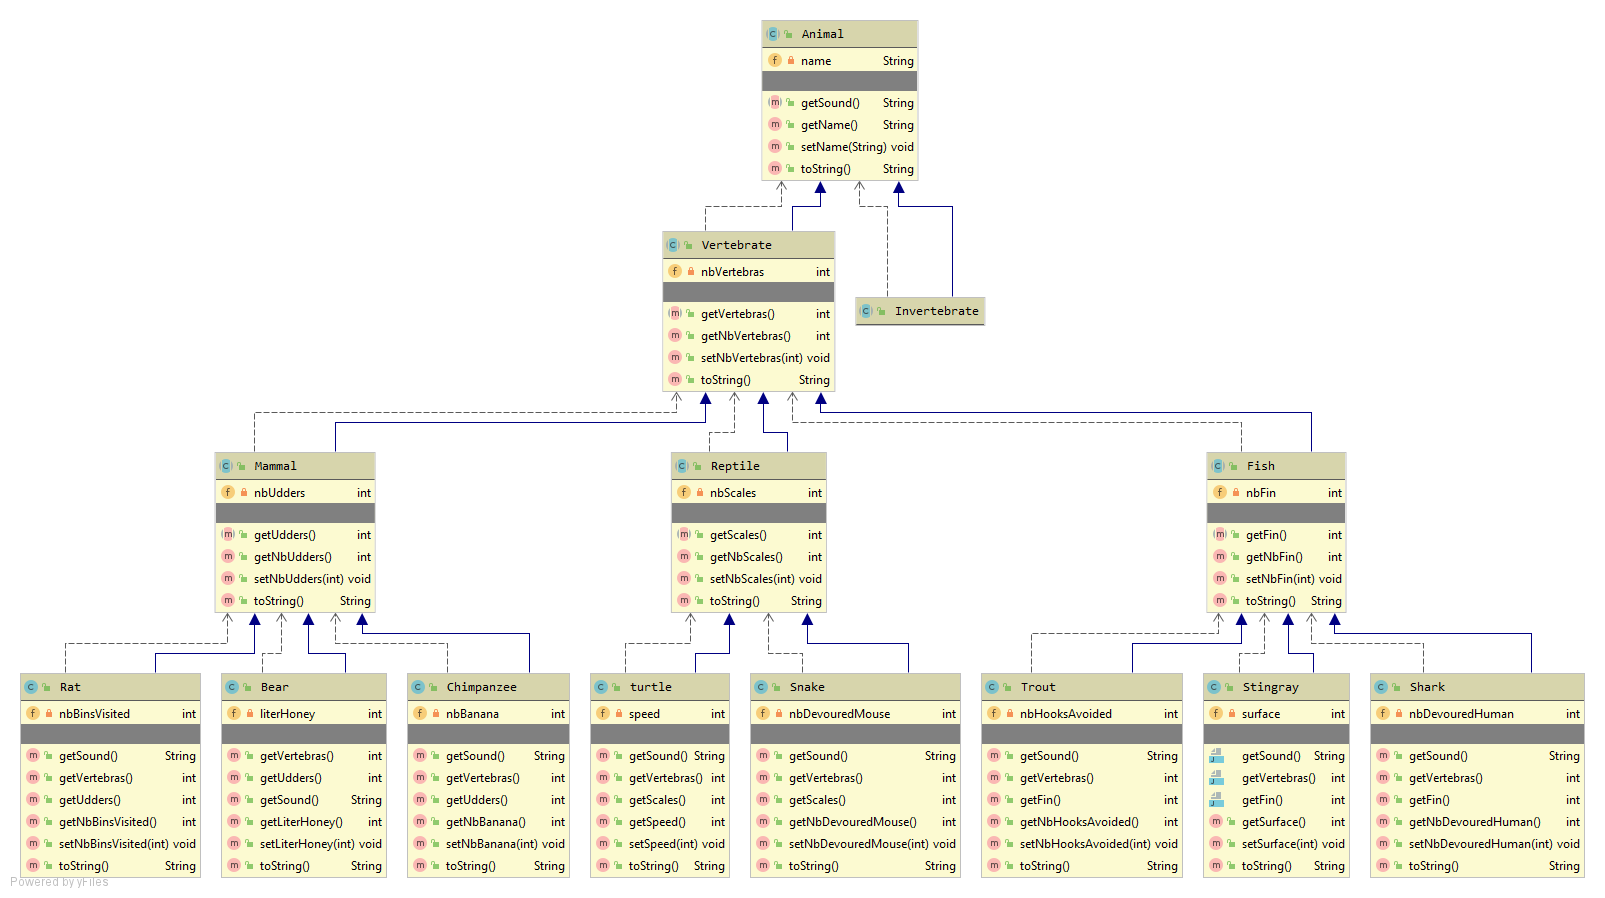 Animal
name String
getSound() String
getName() String
setName(String) void
toString() String
Vertebrate
nbVertebras int
getVertebras() int
getNbVertebras() int
setNbVertebras(int) void
toString() String
Invertebrate
Mammal
nbUdders int
getUdders() int
getNbUdders() int
setNbUdders(int) void
toString() String
Reptile
nbScales int
getScales() int
getNbScales() int
setNbScales(int) void
toString() String
Fish
nbFin int
getFin() int
getNbFin() int
setNbFin(int) void
toString() String
Rat
nbBinsVisited int
getSound() String
getVertebras() int
getUdders() int
getNbBinsVisited() int
setNbBinsVisited(int) void
toString() String
Bear
literHoney int
getVertebras() int
getUdders() int
getSound() String
getLiterHoney() int
setLiterHoney(int) void
toString() String
Chimpanzee
nbBanana int
getSound() String
getVertebras() int
getUdders() int
getNbBanana() int
setNbBanana(int) void
toString() String
turtle
speed int
getSound() String
getVertebras() int
getScales() int
getSpeed() int
setSpeed(int) void
toString() String
Snake
nbDevouredMouse int
getSound() String
getVertebras() int
getScales() int
getNbDevouredMouse() int
setNbDevouredMouse(int) void
toString() String
Trout
nbHooksAvoided int
getSound() String
getVertebras() int
getFin() int
getNbHooksAvoided() int
setNbHooksAvoided(int) void
toString() String
Stingray
surface int
getSound() String
getVertebras() int
getFin() int
getSurface() int
setSurface(int) void
toString() String
Shark
nbDevouredHuman int
getSound() String
getVertebras() int
getFin() int
getNbDevouredHuman() int
setNbDevouredHuman(int) void
toString() String
Powered by yFiles